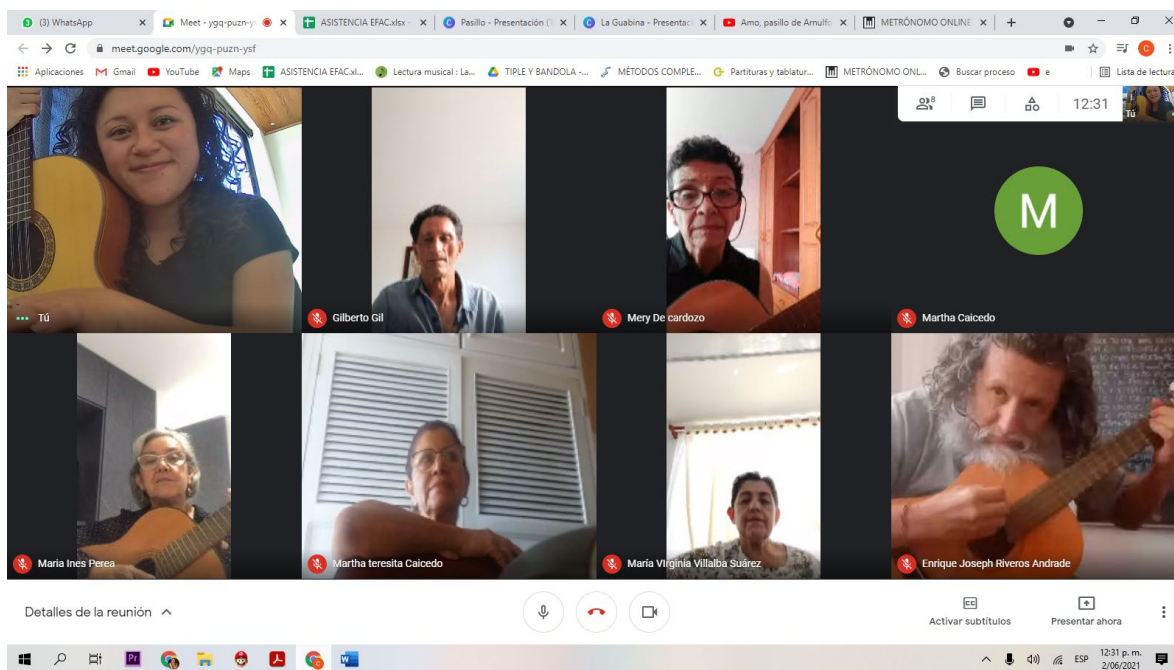 (3) WhatsApp
Meet - ygq-puzn-ys
ASISTENCIA EFAC.xlsx -
Pasillo - Presentación (
La Guabina - Presentac
Amo, pasillo de Arnulfo
METRÓNOMO ONLINE
meet.google.com/ygq-puzn-ysf
Aplicaciones
Gmail
YouTube
Maps
ASISTENCIA EFAC.xl...
Lectura musical : La...
TIPLE Y BANDOLA -...
MÉTODOS COMPLE...
Partituras y tablatur...
METRÓNOMO ONL...
Buscar proceso
e
Lista de lectura
8
12:31
Tú
M
Tú
Gilberto Gil
Mery De cardozo
Martha Caicedo
Maria Ines Perea
Martha teresita Caicedo
María VIrginia Villalba Suárez
Enrique Joseph Riveros Andrade
Detalles de la reunión
Activar subtítulos
Presentar ahora
ESP
12:31 p. m.
2/06/2021